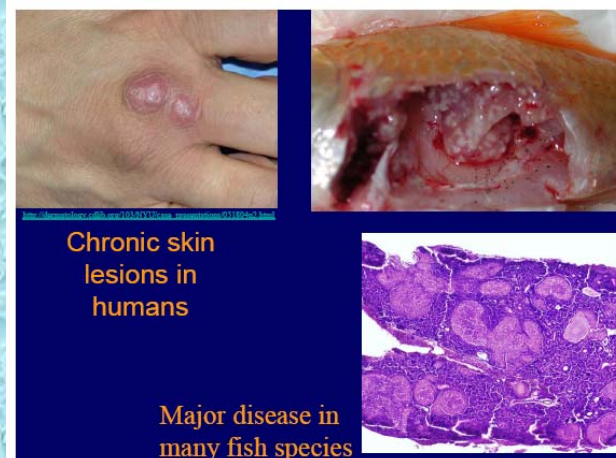 Chronic skin
lesions in
humans
Major disease in
many fish species